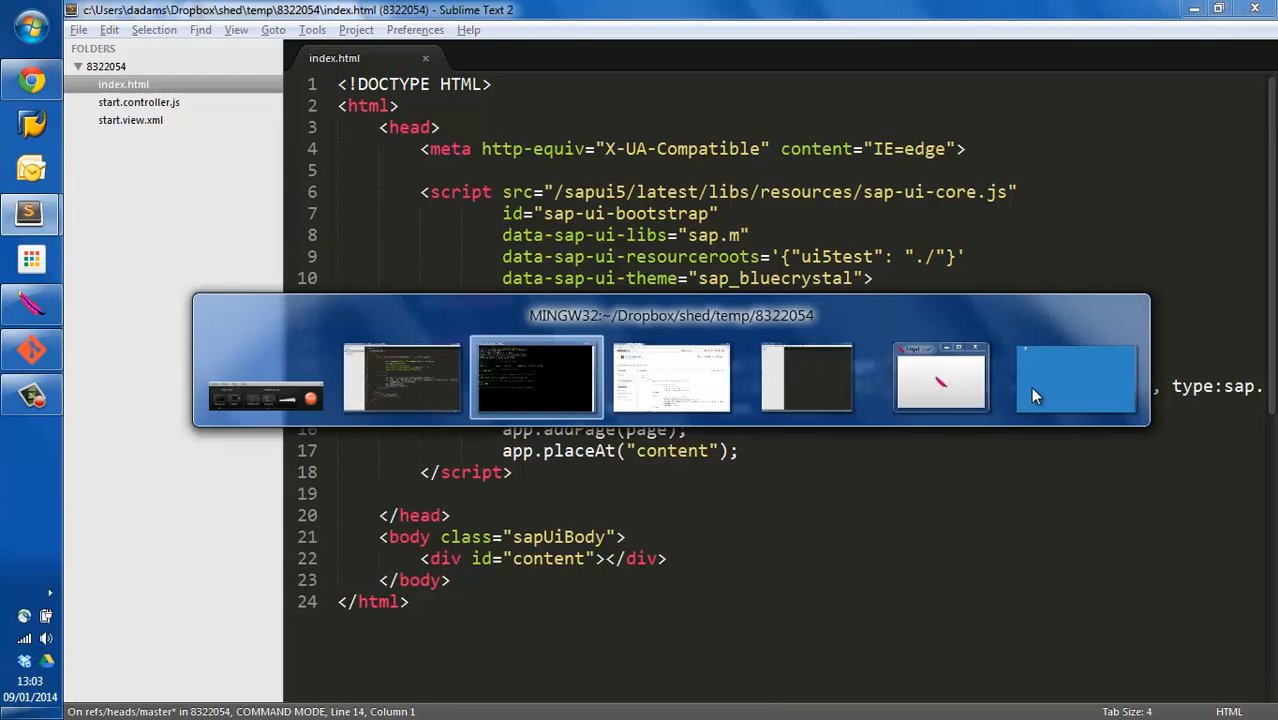 c:\Users\dadams\Dropbox\shed\temp\8322054\index.html (8322054) - Sublime Text 2
File Edit Selection Find View Goto Tools Project Preferences Help
FOLDERS
8322054
index.html
start.controller.js
start.view.xml
index.html
1 <!DOCTYPE HTML>
2 <html>
3 <head>
4 <meta http-equiv="X-UA-Compatible" content="IE=edge">
5
6 <script src="/sapui5/latest/libs/resources/sap-ui-core.js"
7 id="sap-ui-bootstrap"
8 data-sap-ui-libs="sap.m"
9 data-sap-ui-resourceroots='{"ui5test": "./"}'
10 data-sap-ui-theme="sap_bluecrystal">
MINGW32:~/Dropbox/shed/temp/8322054
, type:sap.
16 app.addPage(page);
17 app.placeAt("content");
18 </script>
19
20 </head>
21 <body class="sapUiBody">
22 <div id="content"></div>
23 </body>
24 </html>
13:03
09/01/2014
On refs/heads/master* in 8322054, COMMAND MODE, Line 14, Column 1
Tab Size: 4
HTML